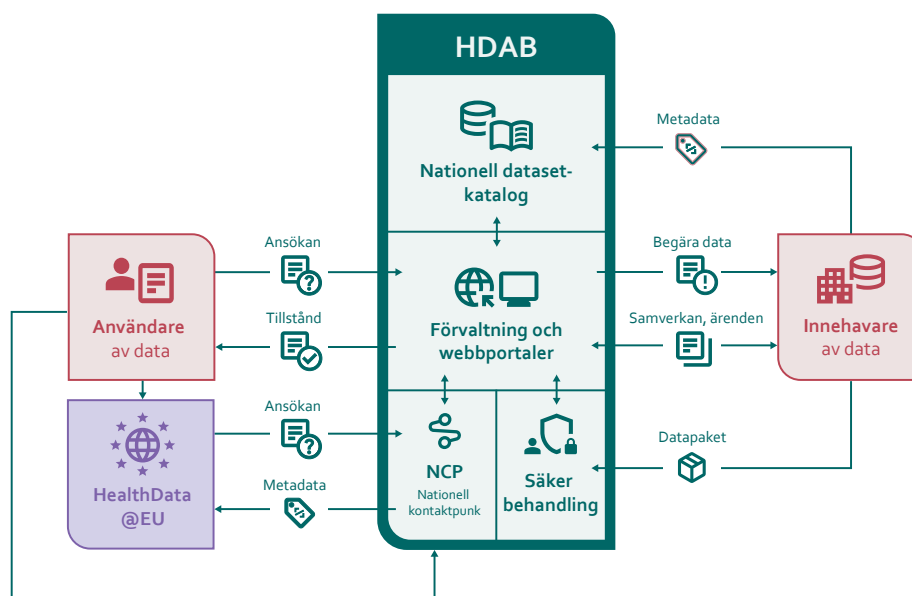 HDAB
Metadata
Nationell dataset-
katalog
Ansökan
Begära data
Användare
av data
Tillstånd
Förvaltning och
webbportaler
Samverkan, ärenden
Innehavare
av data
Ansökan
HealthData
@EU
Metadata
NCP
Nationell
kontaktpunk
Säker
behandling
Datapaket